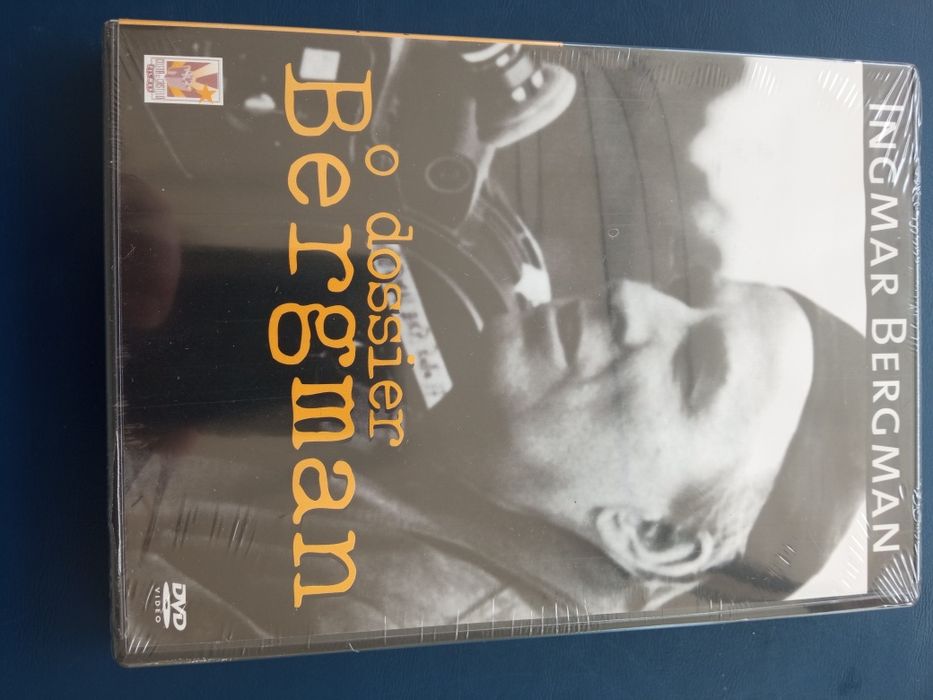 INGMAR BERGMAN
o dossier
Bergman
DVD
VIDEO